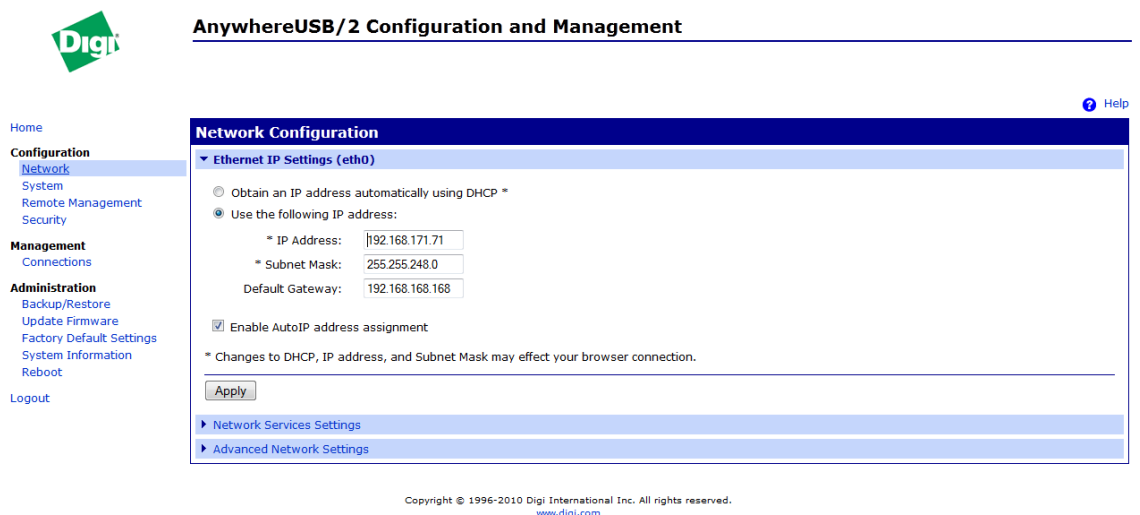 Digi
AnywhereUSB/2 Configuration and Management
? Help
Home
Configuration
Network
System
Remote Management
Security
Management
Connections
Administration
Backup/Restore
Update Firmware
Factory Default Settings
System Information
Reboot
Logout
Network Configuration
Ethernet IP Settings (eth0)
Obtain an IP address automatically using DHCP *
Use the following IP address:
* IP Address: 192.168.171.71
* Subnet Mask: 255.255.248.0
Default Gateway: 192.168.168.168
Enable AutoIP address assignment
* Changes to DHCP, IP address, and Subnet Mask may effect your browser connection.
Apply
Network Services Settings
Advanced Network Settings
Copyright © 1996-2010 Digi International Inc. All rights reserved.
www.digi.com